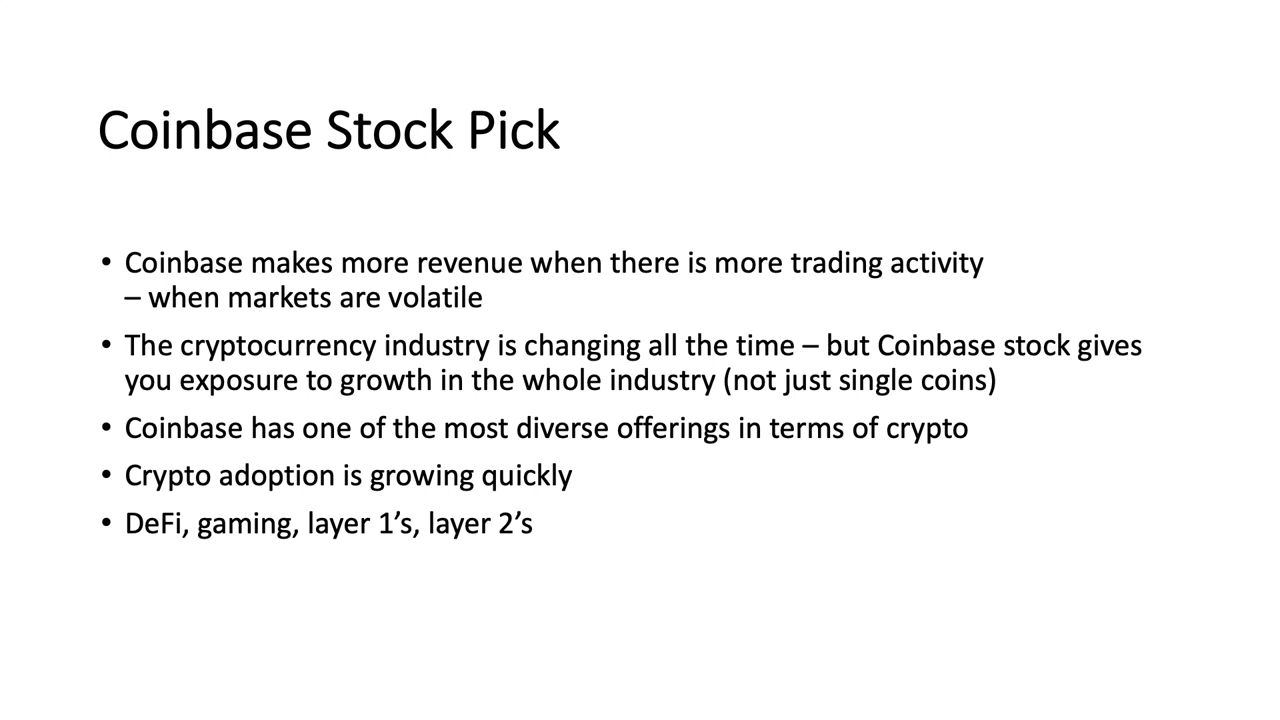 Coinbase Stock Pick
• Coinbase makes more revenue when there is more trading activity
– when markets are volatile
• The cryptocurrency industry is changing all the time – but Coinbase stock gives
you exposure to growth in the whole industry (not just single coins)
• Coinbase has one of the most diverse offerings in terms of crypto
• Crypto adoption is growing quickly
• DeFi, gaming, layer 1’s, layer 2’s